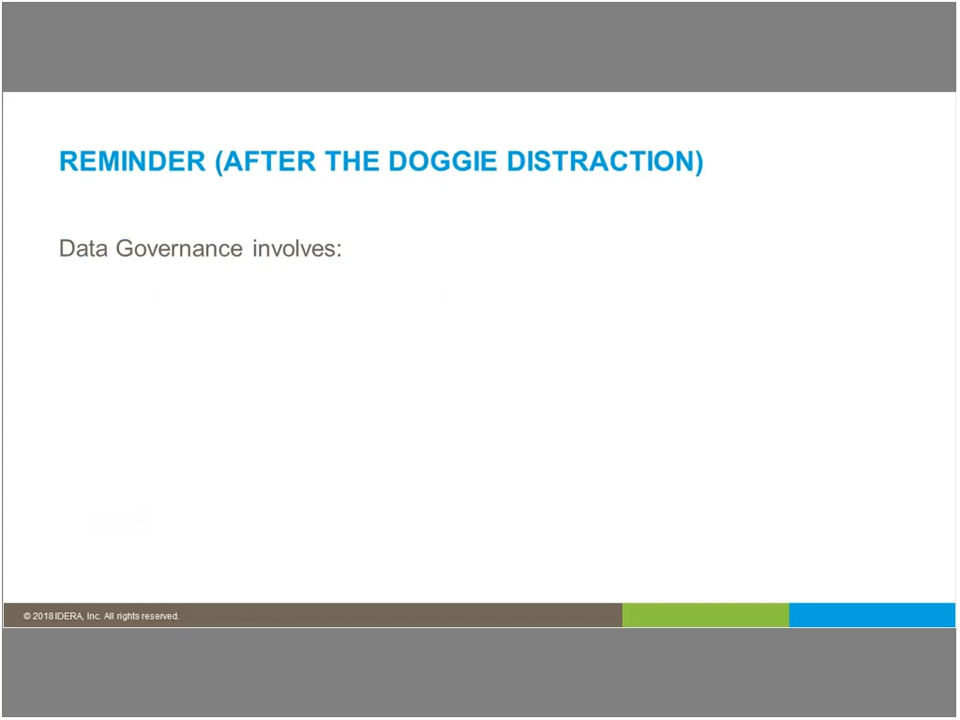 REMINDER (AFTER THE DOGGIE DISTRACTION)
Data Governance involves:
© 2018 IDERA, Inc. All rights reserved.